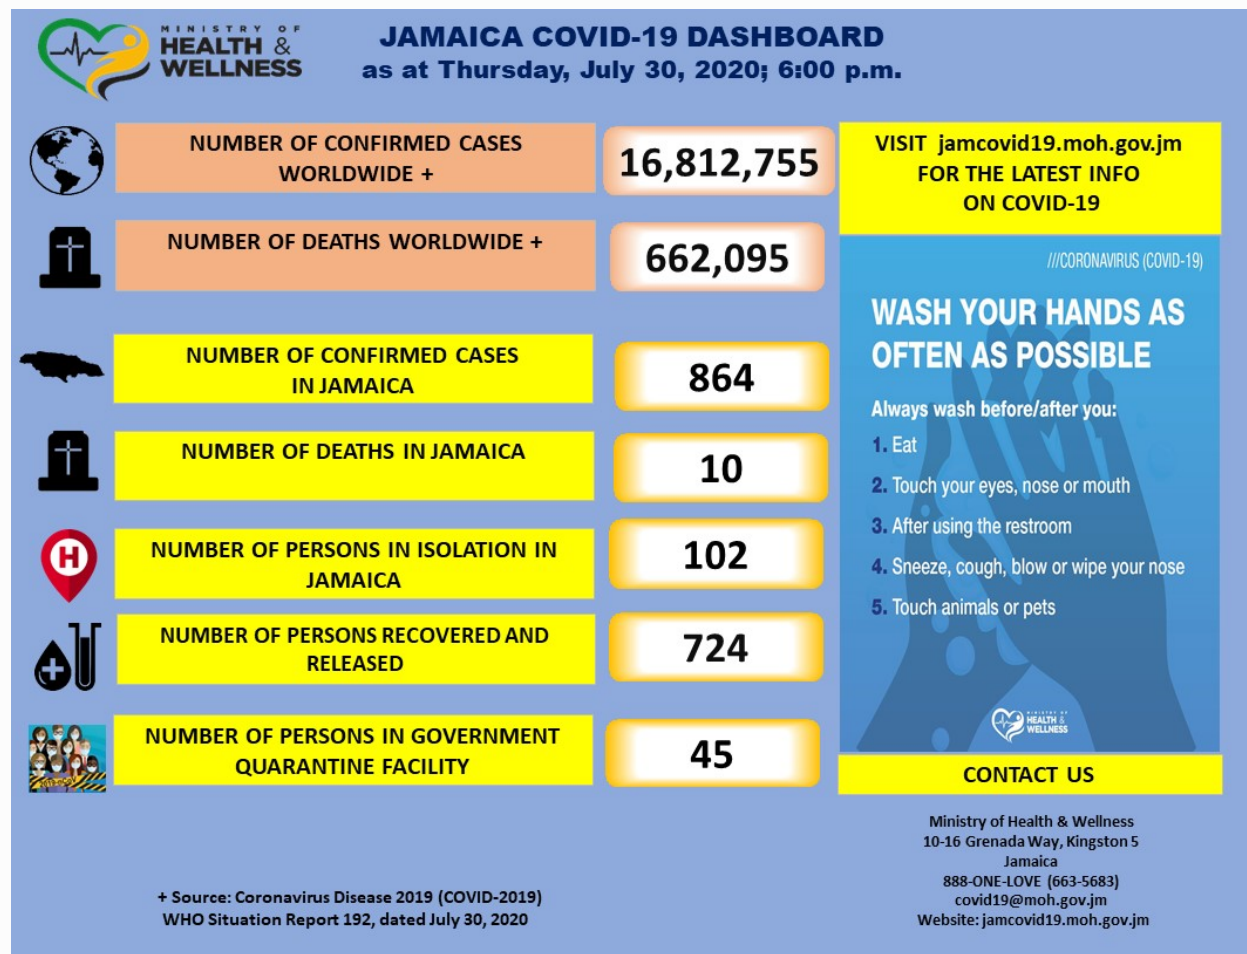 MINISTRY OF
HEALTH &
WELLNESS
JAMAICA COVID-19 DASHBOARD
as at Thursday, July 30, 2020; 6:00 p.m.
NUMBER OF CONFIRMED CASES
WORLDWIDE +
16,812,755
NUMBER OF DEATHS WORLDWIDE +
662,095
NUMBER OF CONFIRMED CASES
IN JAMAICA
864
NUMBER OF DEATHS IN JAMAICA
10
H
NUMBER OF PERSONS IN ISOLATION IN
JAMAICA
102
NUMBER OF PERSONS RECOVERED AND
RELEASED
724
NUMBER OF PERSONS IN GOVERNMENT
QUARANTINE FACILITY
45
+ Source: Coronavirus Disease 2019 (COVID-2019)
WHO Situation Report 192, dated July 30, 2020
VISIT jamcovid19.moh.gov.jm
FOR THE LATEST INFO
ON COVID-19
///CORONAVIRUS (COVID-19)
WASH YOUR HANDS AS
OFTEN AS POSSIBLE
Always wash before/after you:
1. Eat
2. Touch your eyes, nose or mouth
3. After using the restroom
4. Sneeze, cough, blow or wipe your nose
5. Touch animals or pets
MINISTRY OF
HEALTH &
WELLNESS
CONTACT US
Ministry of Health & Wellness
10-16 Grenada Way, Kingston 5
Jamaica
888-ONE-LOVE (663-5683)
covid19@moh.gov.jm
Website: jamcovid19.moh.gov.jm